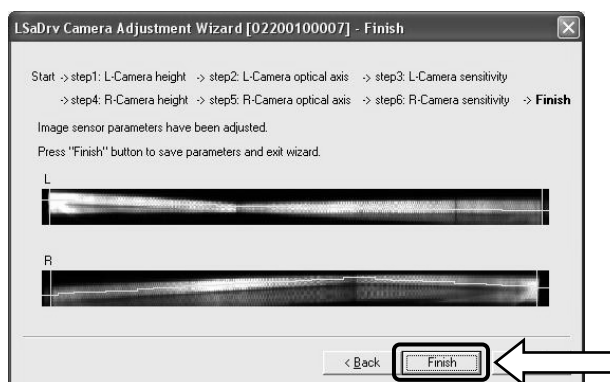 LSaDrv Camera Adjustment Wizard [02200100007] - Finish
Start -> step1: L-Camera height -> step2: L-Camera optical axis -> step3: L-Camera sensitivity
-> step4: R-Camera height -> step5: R-Camera optical axis -> step6: R-Camera sensitivity -> Finish
Image sensor parameters have been adjusted.
Press "Finish" button to save parameters and exit wizard.
L
R
< Back Finish